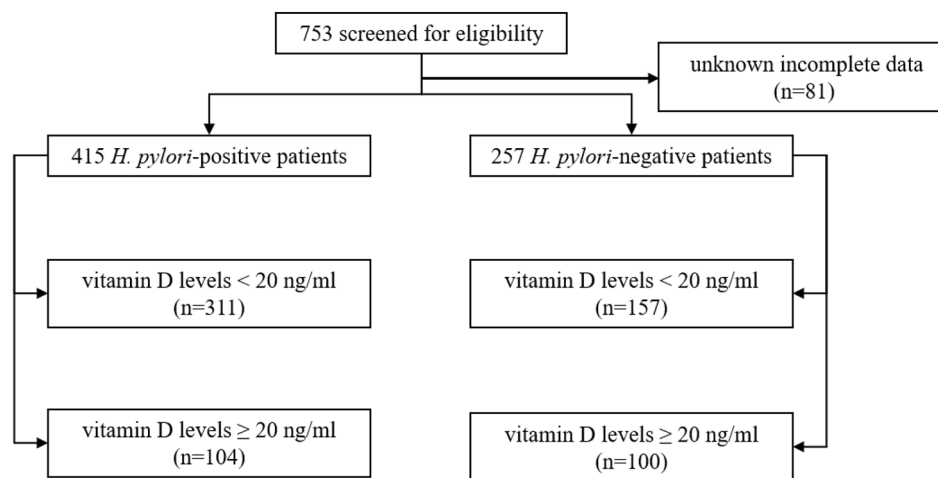 753 screened for eligibility
unknown incomplete data
(n=81)
415 H. pylori-positive patients
257 H. pylori-negative patients
vitamin D levels < 20 ng/ml
(n=311)
vitamin D levels < 20 ng/ml
(n=157)
vitamin D levels ≥ 20 ng/ml
(n=104)
vitamin D levels ≥ 20 ng/ml
(n=100)